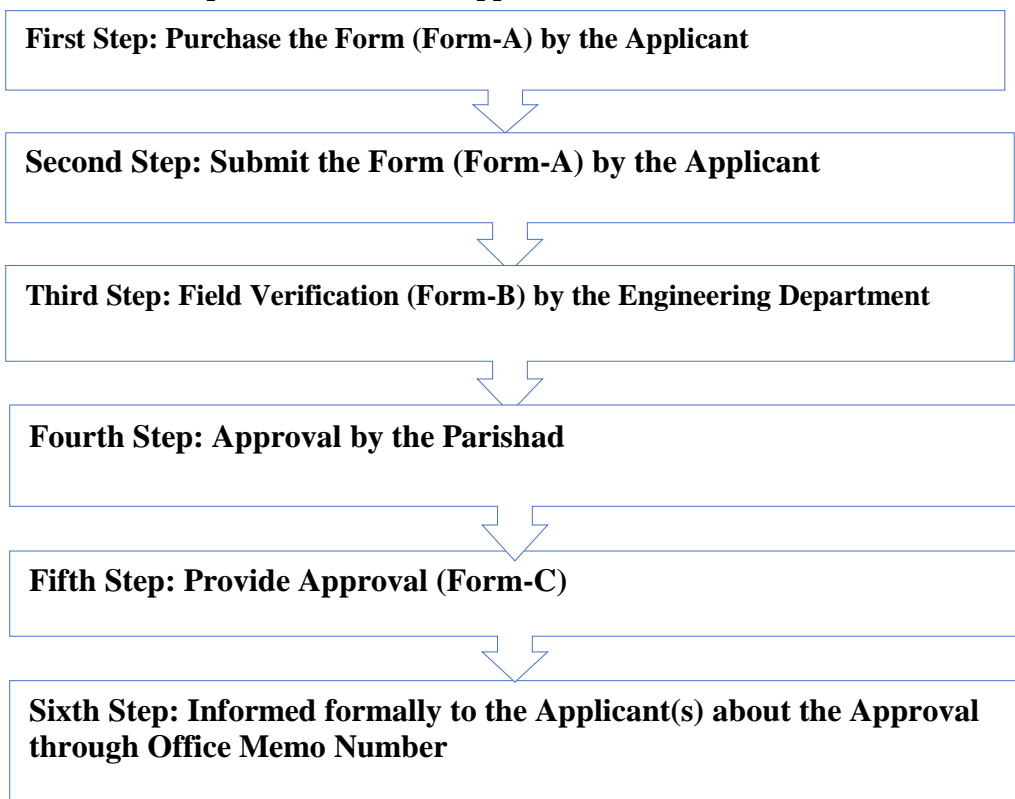 First Step: Purchase the Form (Form-A) by the Applicant
Second Step: Submit the Form (Form-A) by the Applicant
Third Step: Field Verification (Form-B) by the Engineering Department
Fourth Step: Approval by the Parishad
Fifth Step: Provide Approval (Form-C)
Sixth Step: Informed formally to the Applicant(s) about the Approval
through Office Memo Number